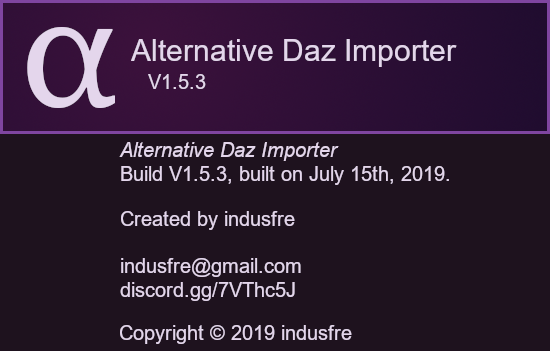 α
Alternative Daz Importer
V1.5.3
Alternative Daz Importer
Build V1.5.3, built on July 15th, 2019.
Created by indusfre
indusfre@gmail.com
discord.gg/7VThc5J
Copyright © 2019 indusfre